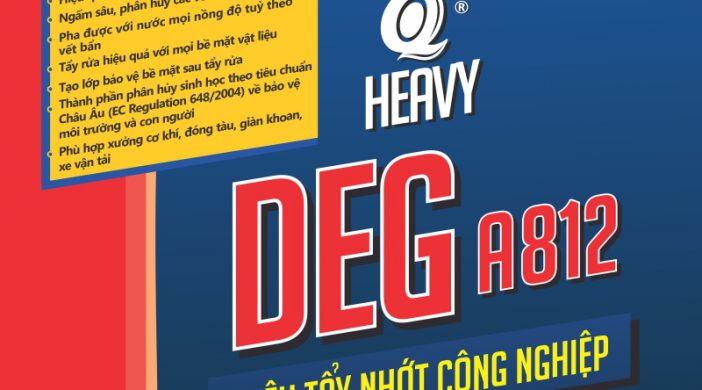 Ngấm sâu, phân hủy các
Pha được với nước mọi nồng độ tuỳ theo
vết bẩn
Tẩy rửa hiệu quả với mọi bề mặt vật liệu
Tạo lớp bảo vệ bề mặt sau tẩy rửa
Thành phần phân hủy sinh học theo tiêu chuẩn
Châu Âu (EC Regulation 648/2004) về bảo vệ
môi trường và con người
Phù hợp xưởng cơ khí, đóng tàu, giàn khoan,
xe vận tải
Q ®
HEAVY
DEG A812
TẨY NHỚT CÔNG NGHIỆP